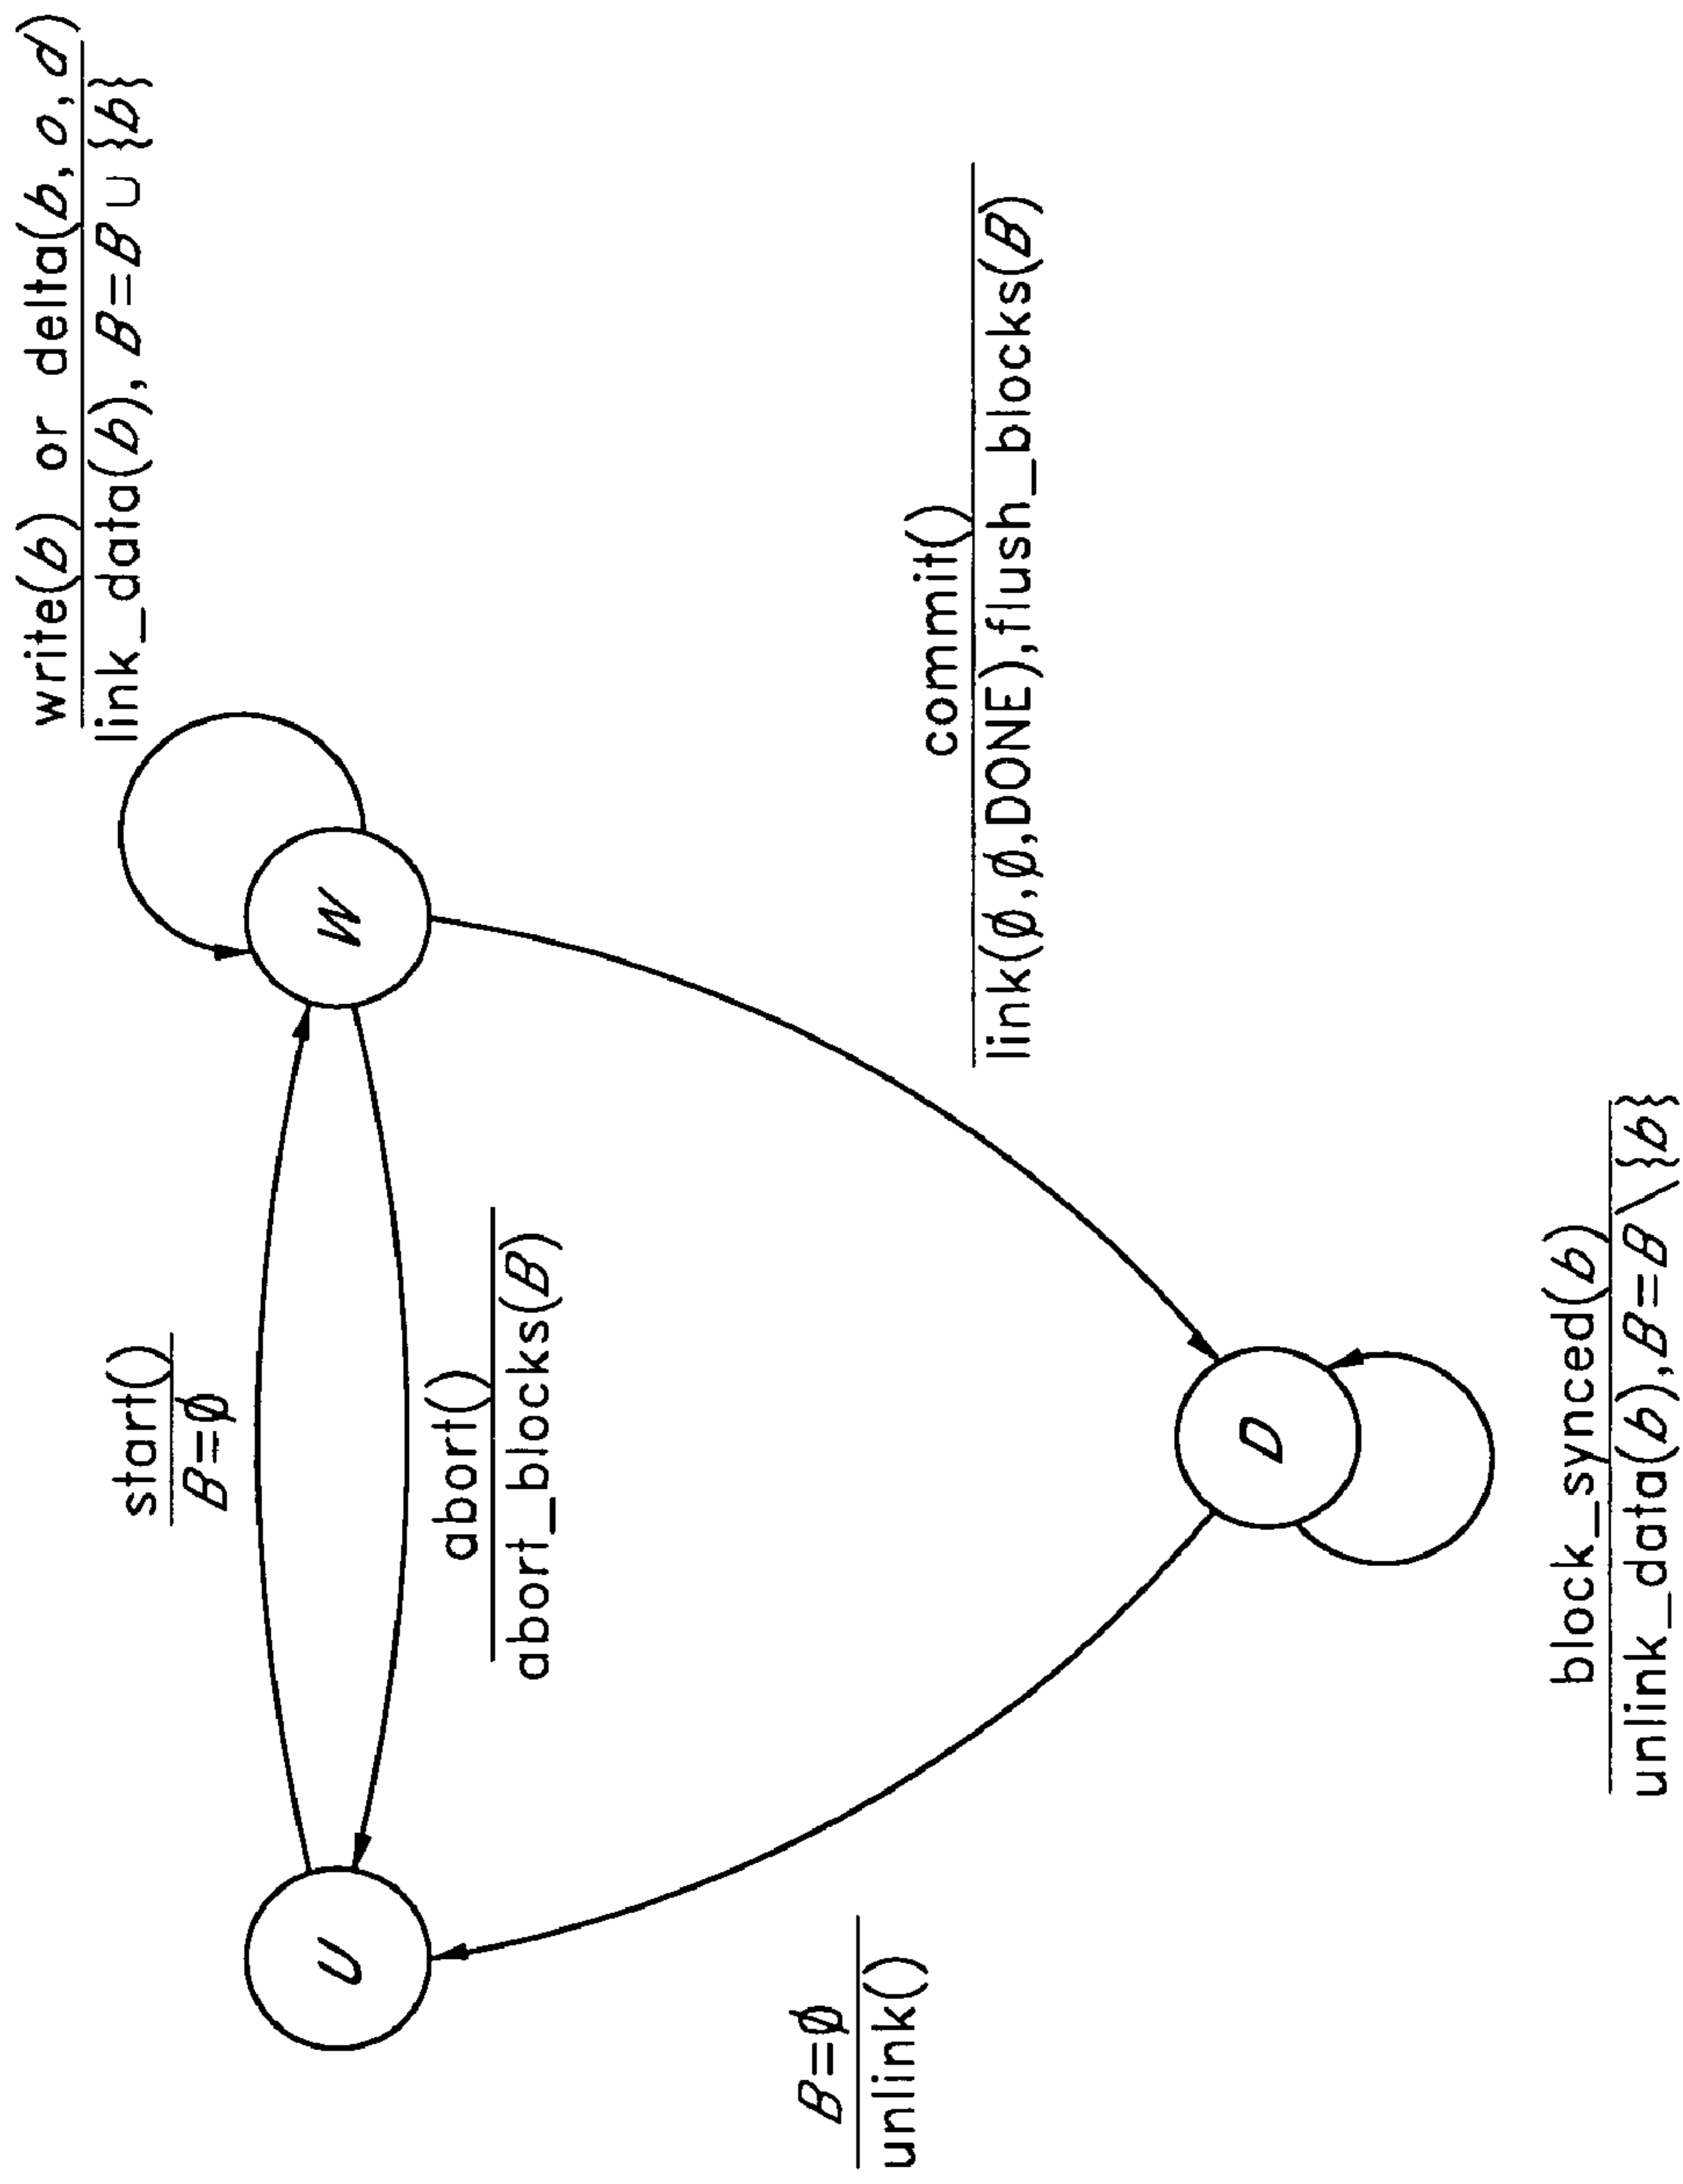 start()
B=∅
write(b) or delta(b,o,d)
link_data(b), B=B ∪ {b}
U
W
abort()
abort_blocks(B)
B=∅
unlink()
commit()
link(∅,∅,DONE),flush_blocks(B)
D
block_synced(b)
unlink_data(b),B=B \ {b}